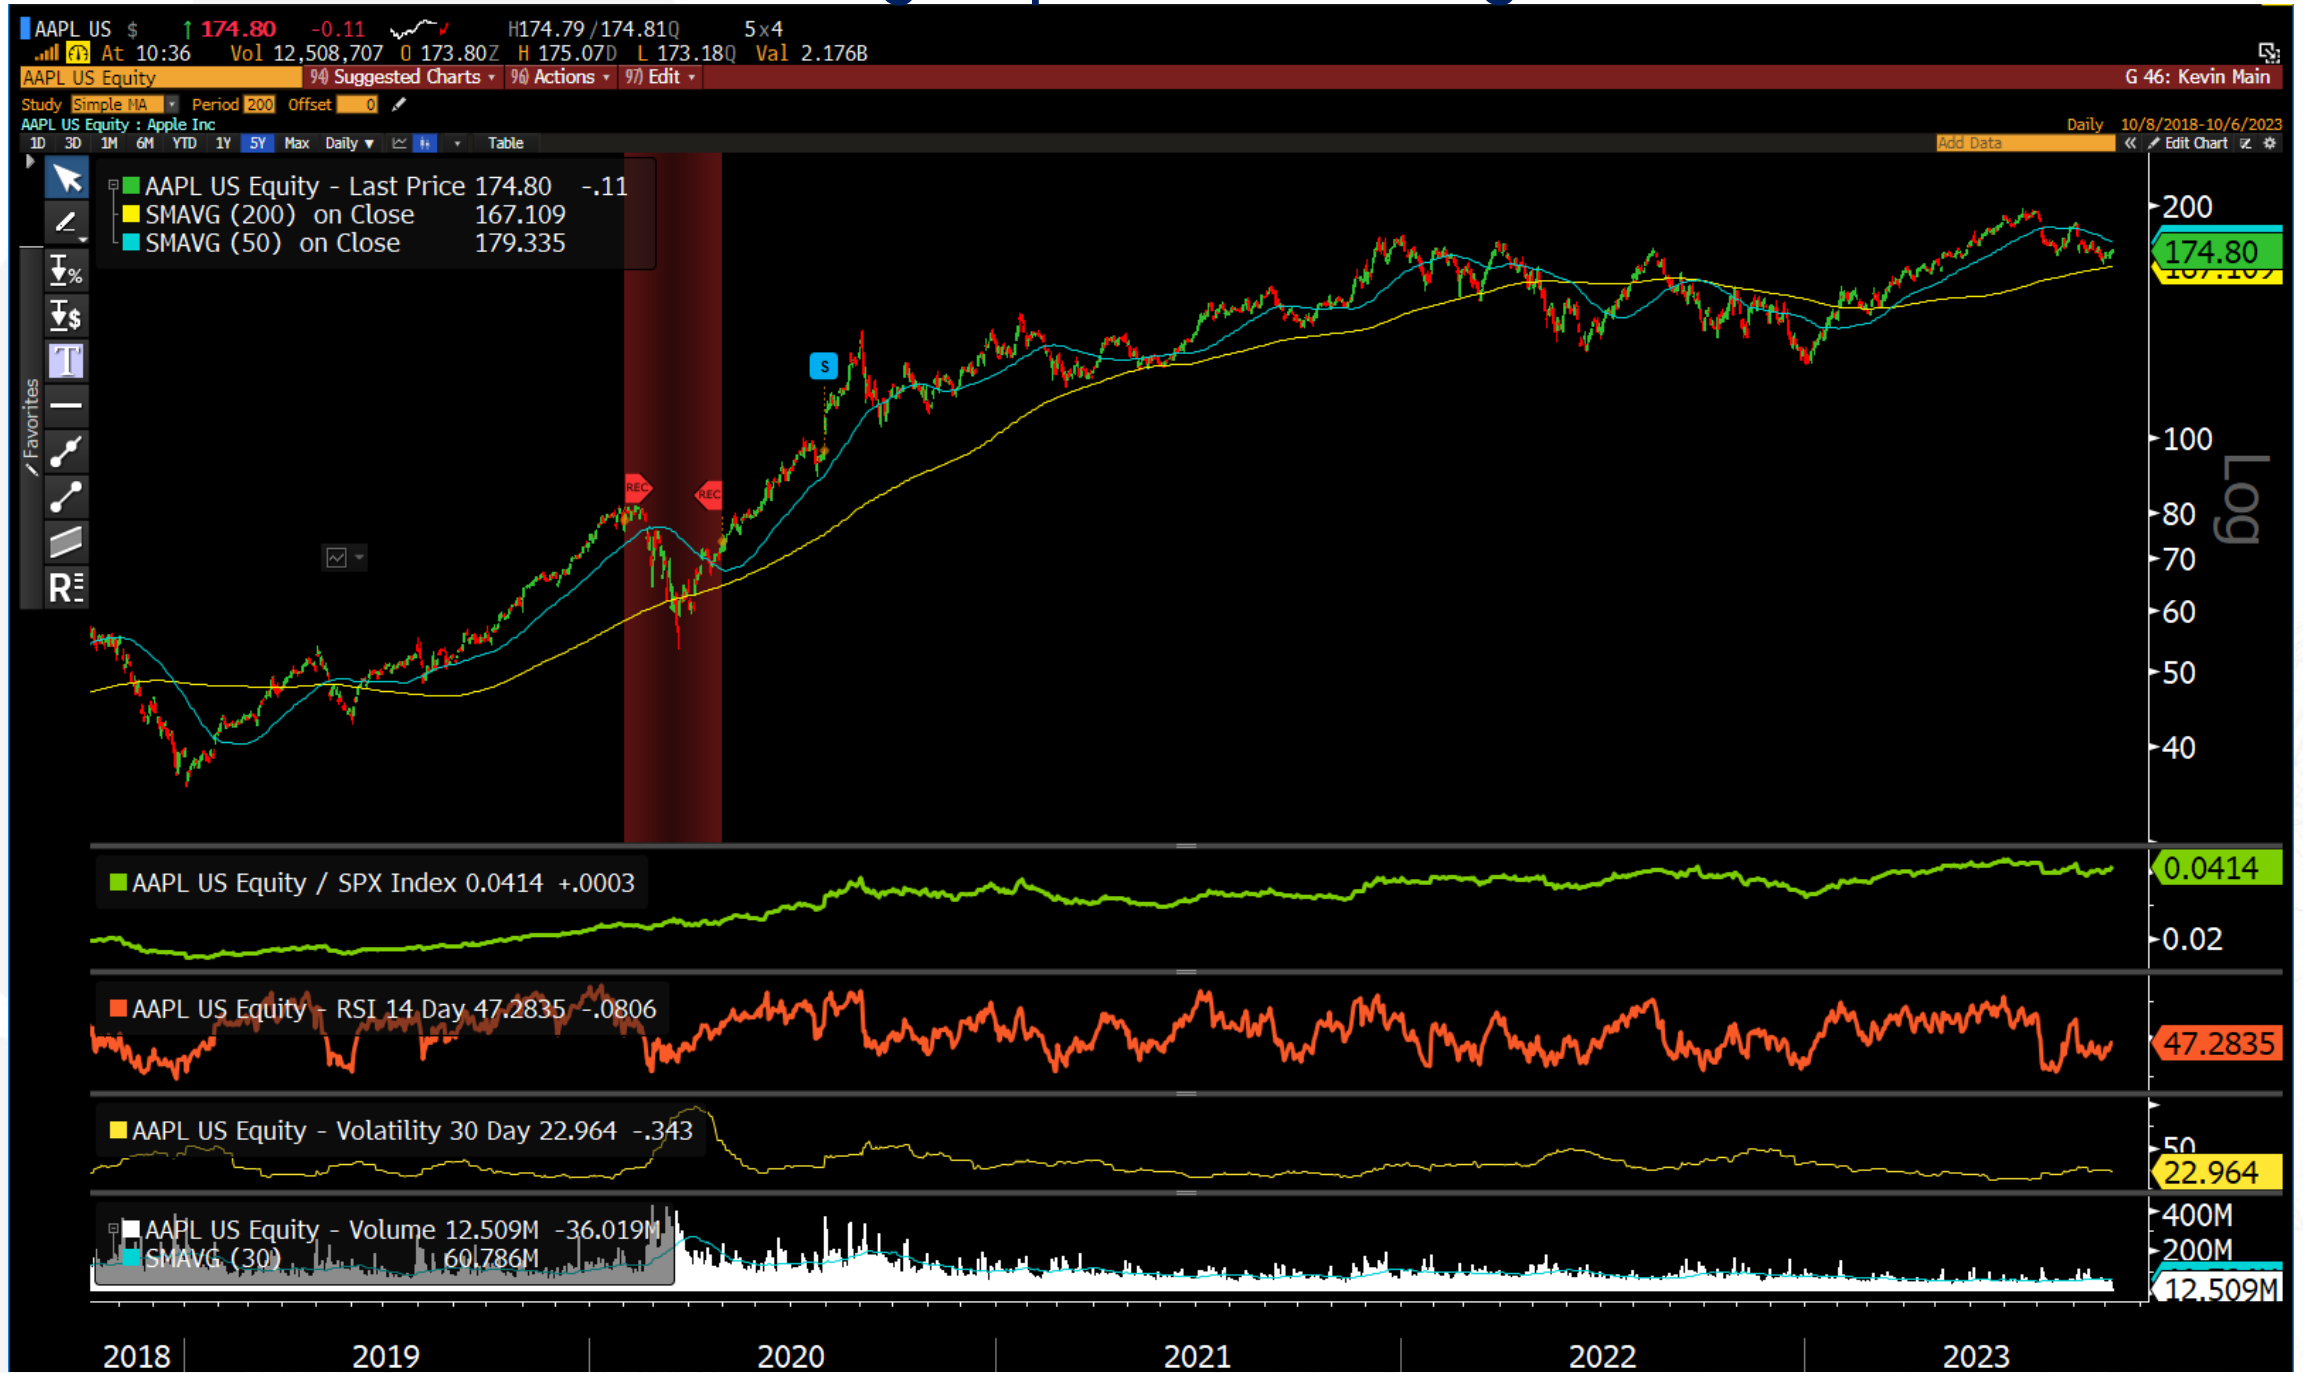 AAPL US $ ↑ 174.80 -0.11 H174.79/174.81Q 5x4
At 10:36 Vol 12,508,707 O 173.80Z H 175.07D L 173.18Q Val 2.176B
AAPL US Equity 94) Suggested Charts 96) Actions 97) Edit G 46: Kevin Main
Study Simple MA Period 200 Offset 0
AAPL US Equity : Apple Inc Daily 10/8/2018-10/6/2023
1D 3D 1M 6M YTD 1Y 5Y Max Daily ▼ Table Add Data « Edit Chart
AAPL US Equity - Last Price 174.80 -.11
SMAVG (200) on Close 167.109
SMAVG (50) on Close 179.335
%
$
T
Favorites
R
S
REC
REC
200
174.80
167.109
100
80
70
60
50
40
Log
AAPL US Equity / SPX Index 0.0414 +.0003
0.0414
0.02
AAPL US Equity - RSI 14 Day 47.2835 -.0806
47.2835
AAPL US Equity - Volatility 30 Day 22.964 -.343
50
22.964
AAPL US Equity - Volume 12.509M -36.019M
SMAVG (30) 60.786M
400M
200M
12.509M
2018 2019 2020 2021 2022 2023